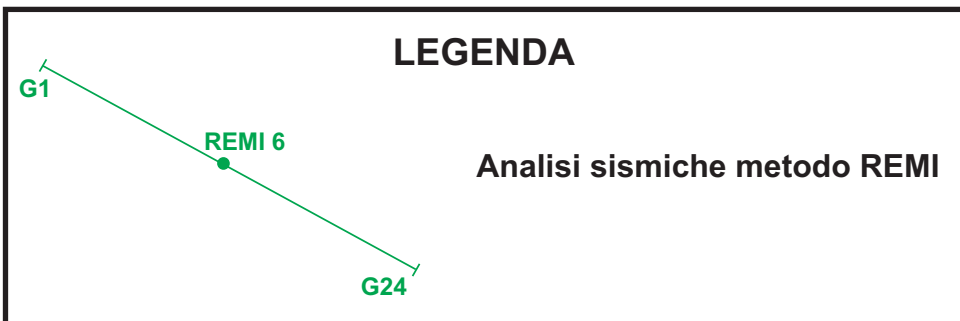 LEGENDA
G1
REMI 6
Analisi sismiche metodo REMI
G24